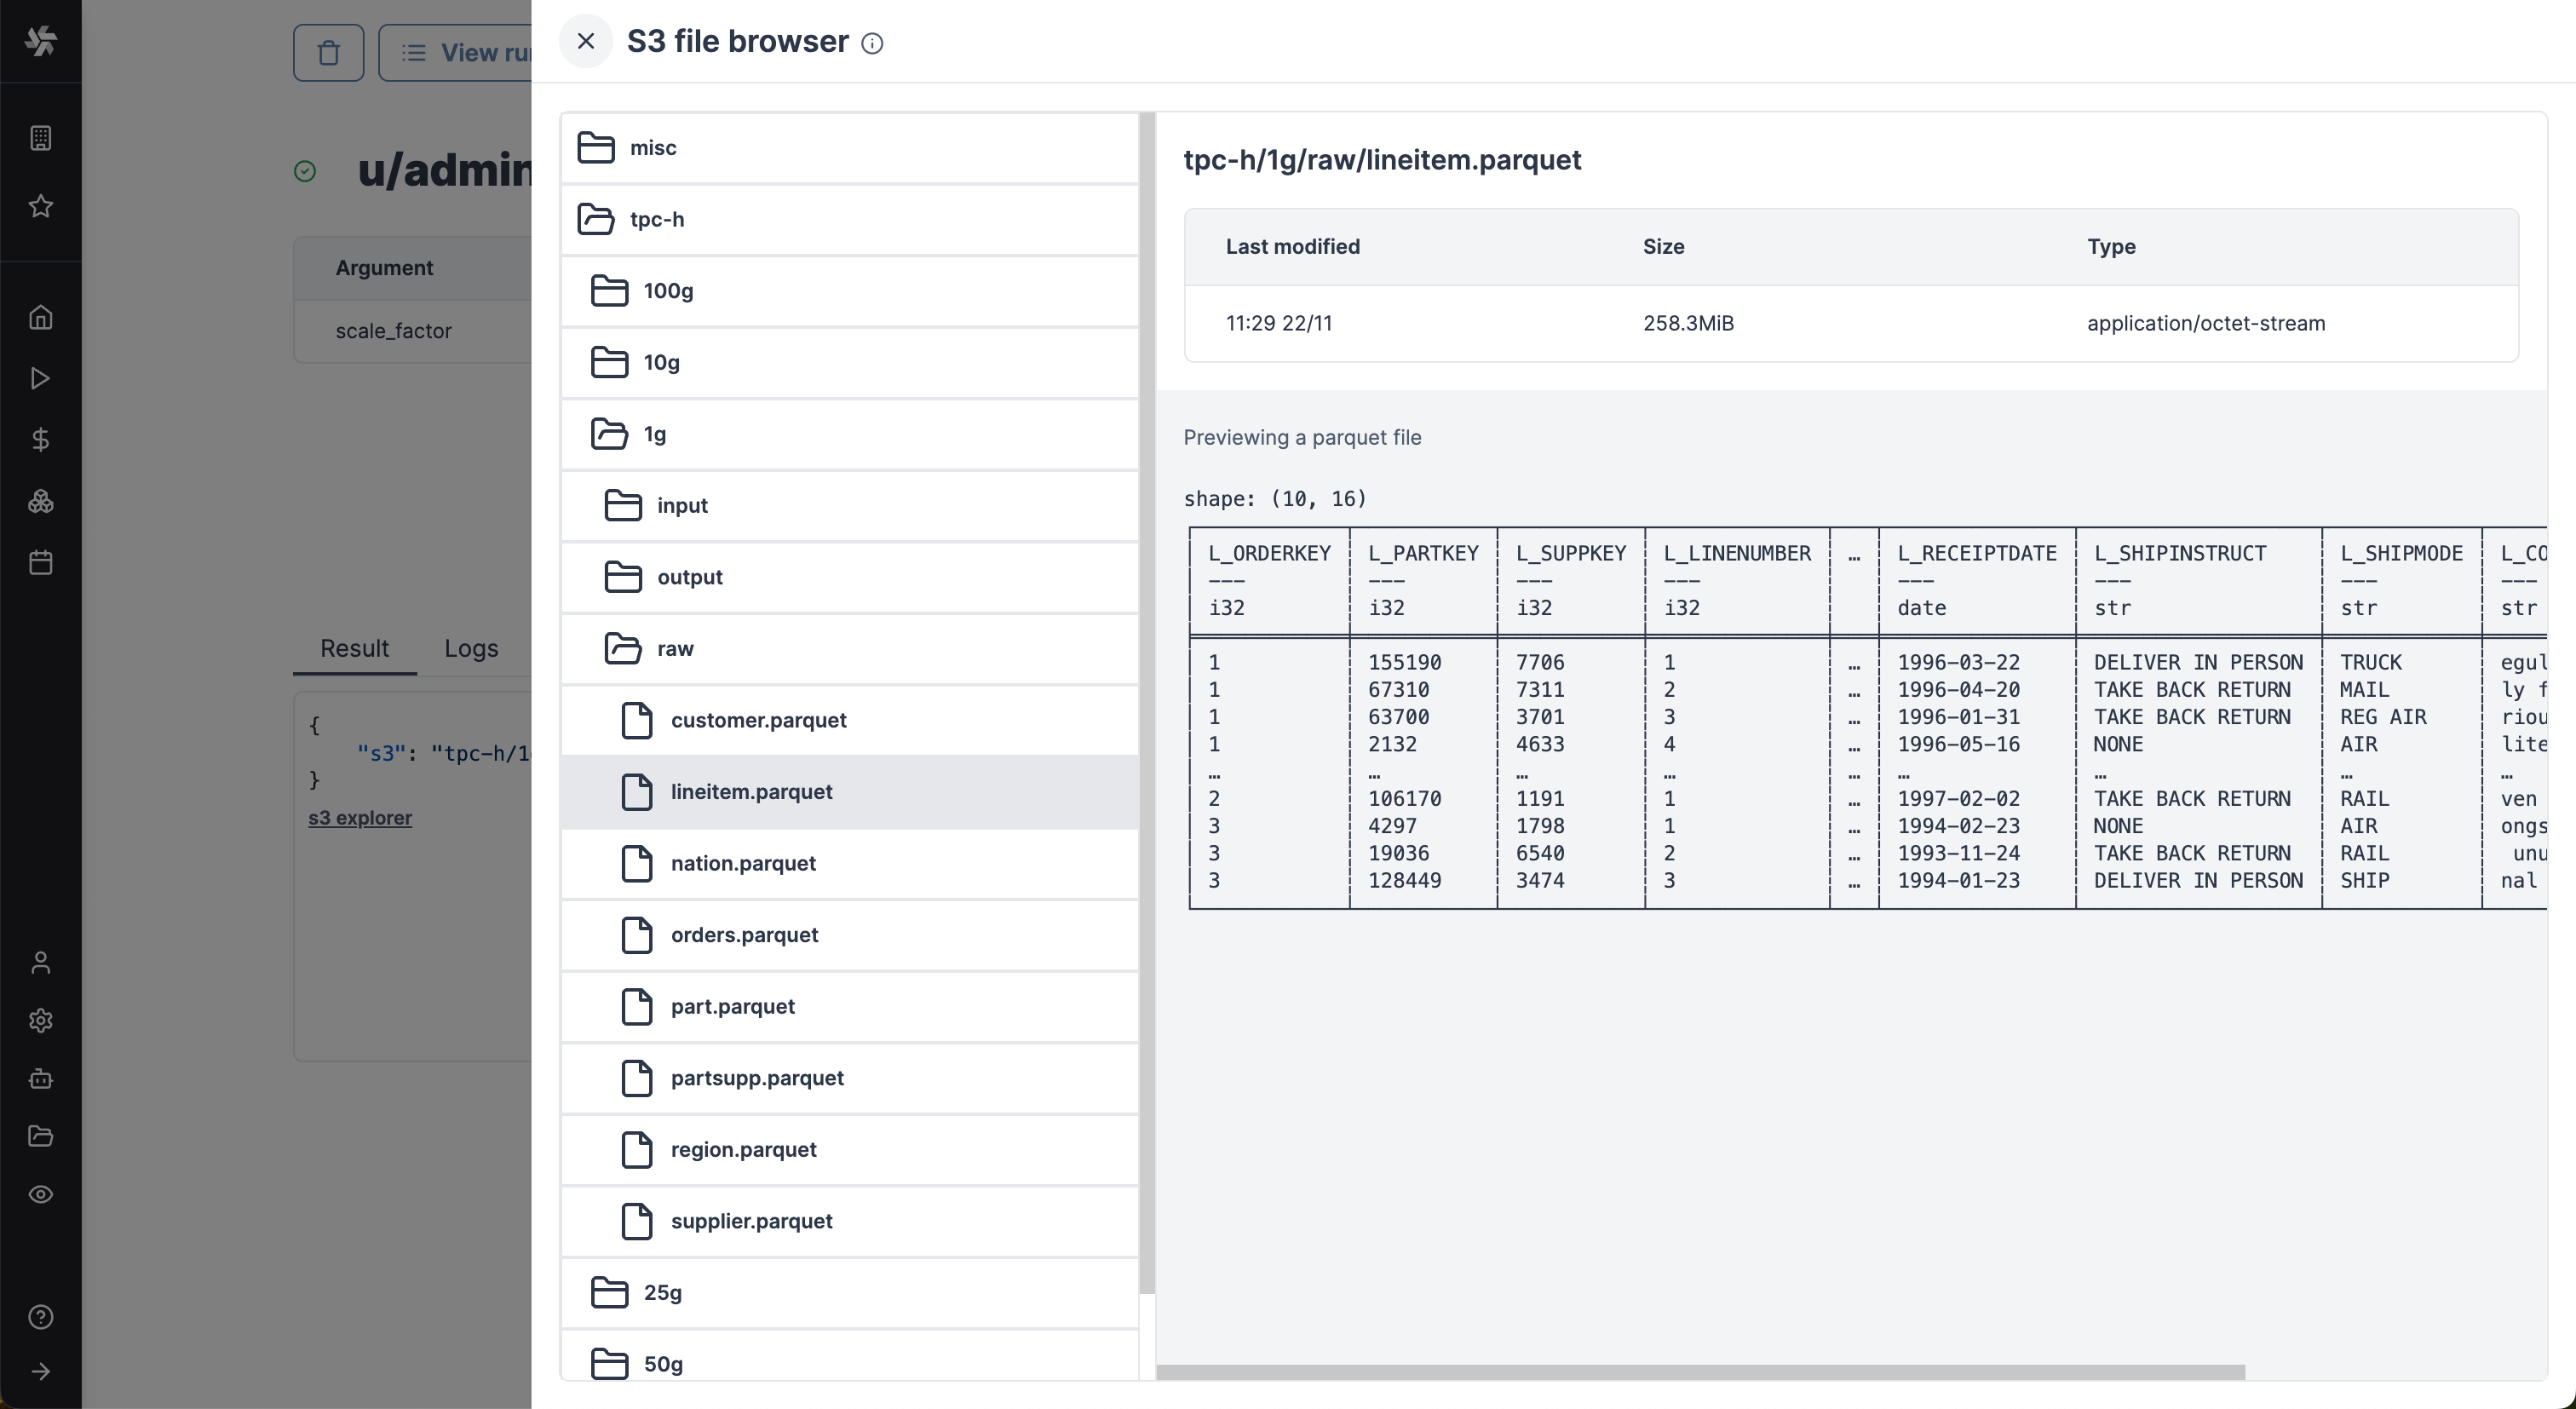 View ru
u/admin
Argument
scale_factor
Result Logs
{
"s3": "tpc-h/1
}
s3 explorer
S3 file browser
misc
tpc-h
100g
10g
1g
input
output
raw
customer.parquet
lineitem.parquet
nation.parquet
orders.parquet
part.parquet
partsupp.parquet
region.parquet
supplier.parquet
25g
50g
tpc-h/1g/raw/lineitem.parquet
Last modified Size Type
11:29 22/11 258.3MiB application/octet-stream
Previewing a parquet file
shape: (10, 16)
L_ORDERKEY L_PARTKEY L_SUPPKEY L_LINENUMBER … L_RECEIPTDATE L_SHIPINSTRUCT L_SHIPMODE L_CO
--- --- --- --- --- --- --- ---
i32 i32 i32 i32 date str str str
1 155190 7706 1 … 1996-03-22 DELIVER IN PERSON TRUCK egul
1 67310 7311 2 … 1996-04-20 TAKE BACK RETURN MAIL ly f
1 63700 3701 3 … 1996-01-31 TAKE BACK RETURN REG AIR riou
1 2132 4633 4 … 1996-05-16 NONE AIR lite
… … … … … … … … …
2 106170 1191 1 … 1997-02-02 TAKE BACK RETURN RAIL ven
3 4297 1798 1 … 1994-02-23 NONE AIR ongs
3 19036 6540 2 … 1993-11-24 TAKE BACK RETURN RAIL unu
3 128449 3474 3 … 1994-01-23 DELIVER IN PERSON SHIP nal